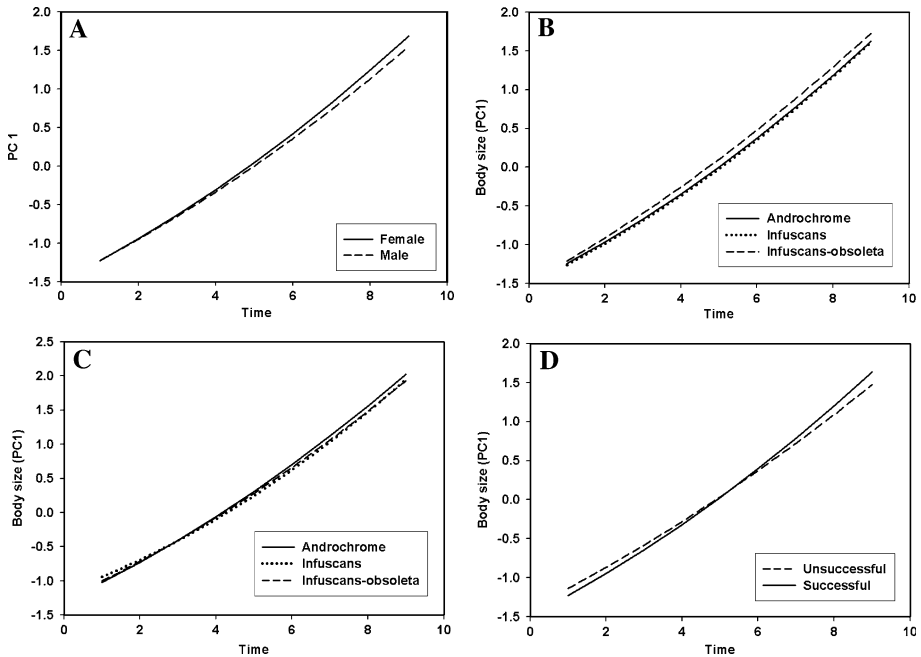 A
2.0
1.5
1.0
0.5
0.0
-0.5
-1.0
-1.5
PC 1
0 2 4 6 8 10
Time
Female
Male
B
2.0
1.5
1.0
0.5
0.0
-0.5
-1.0
-1.5
Body size (PC1)
0 2 4 6 8 10
Time
Androchrome
Infuscans
Infuscans-obsoleta
C
2.5
2.0
1.5
1.0
0.5
0.0
-0.5
-1.0
-1.5
Body size (PC1)
0 2 4 6 8 10
Time
Androchrome
Infuscans
Infuscans-obsoleta
D
2.0
1.5
1.0
0.5
0.0
-0.5
-1.0
-1.5
Body size (PC1)
0 2 4 6 8 10
Time
Unsuccessful
Successful